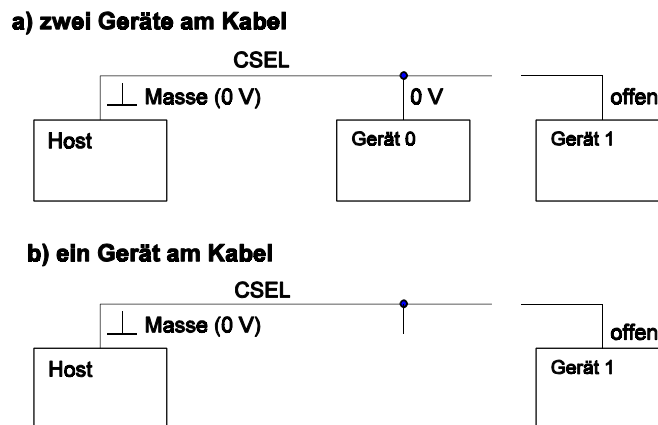 a) zwei Geräte am Kabel
CSEL
Masse (0 V)
0 V
offen
Host
Gerät 0
Gerät 1
b) ein Gerät am Kabel
CSEL
Masse (0 V)
offen
Host
Gerät 1